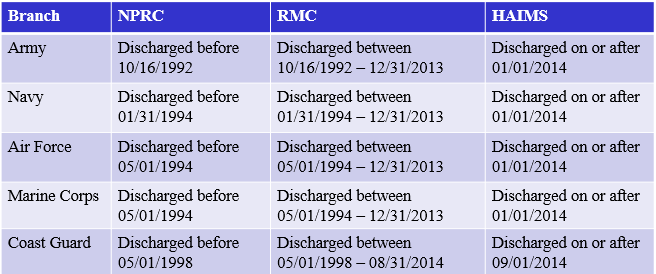 Branch NPRC RMC HAIMS
Army Discharged before Discharged between Discharged on or after
10/16/1992 10/16/1992 – 12/31/2013 01/01/2014
Navy Discharged before Discharged between Discharged on or after
01/31/1994 01/31/1994 – 12/31/2013 01/01/2014
Air Force Discharged before Discharged between Discharged on or after
05/01/1994 05/01/1994 – 12/31/2013 01/01/2014
Marine Corps Discharged before Discharged between Discharged on or after
05/01/1994 05/01/1994 – 12/31/2013 01/01/2014
Coast Guard Discharged before Discharged between Discharged on or after
05/01/1998 05/01/1998 – 08/31/2014 09/01/2014